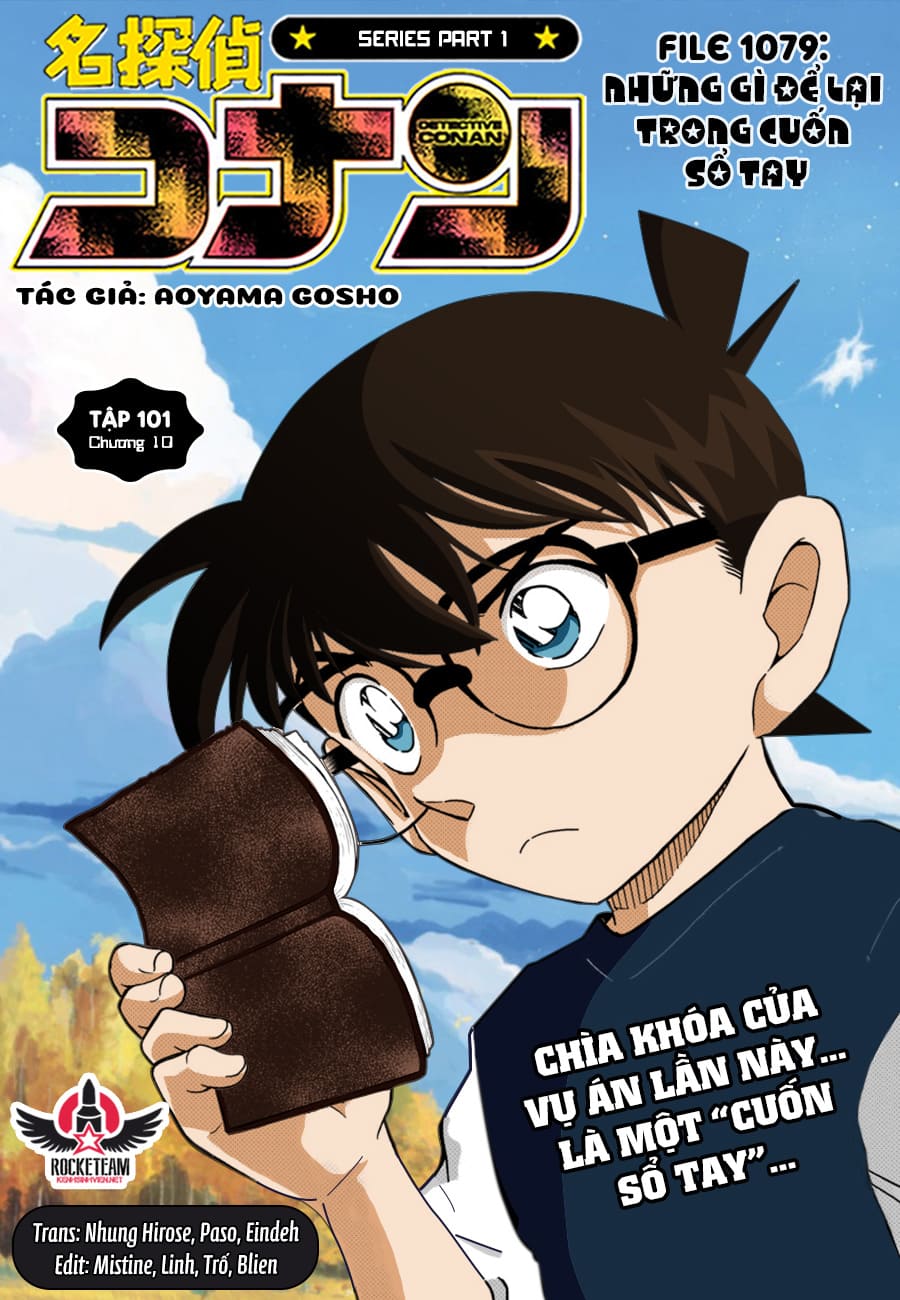 名探偵
コナン
DETECTIVE
CONAN
SERIES PART 1
FILE 1079:
NHỮNG GÌ ĐỂ LẠI
TRONG CUỐN
SỔ TAY
TÁC GIẢ: AOYAMA GOSHO
TẬP 101
Chương 10
CHÌA KHÓA CỦA
VỤ ÁN LẦN NÀY...
LÀ MỘT “CUỐN
SỔ TAY”...
ROCKETEAM
KENHSINHVIEN.NET
Trans: Nhung Hirose, Paso, Eindeh
Edit: Mistine, Linh, Trố, Blien